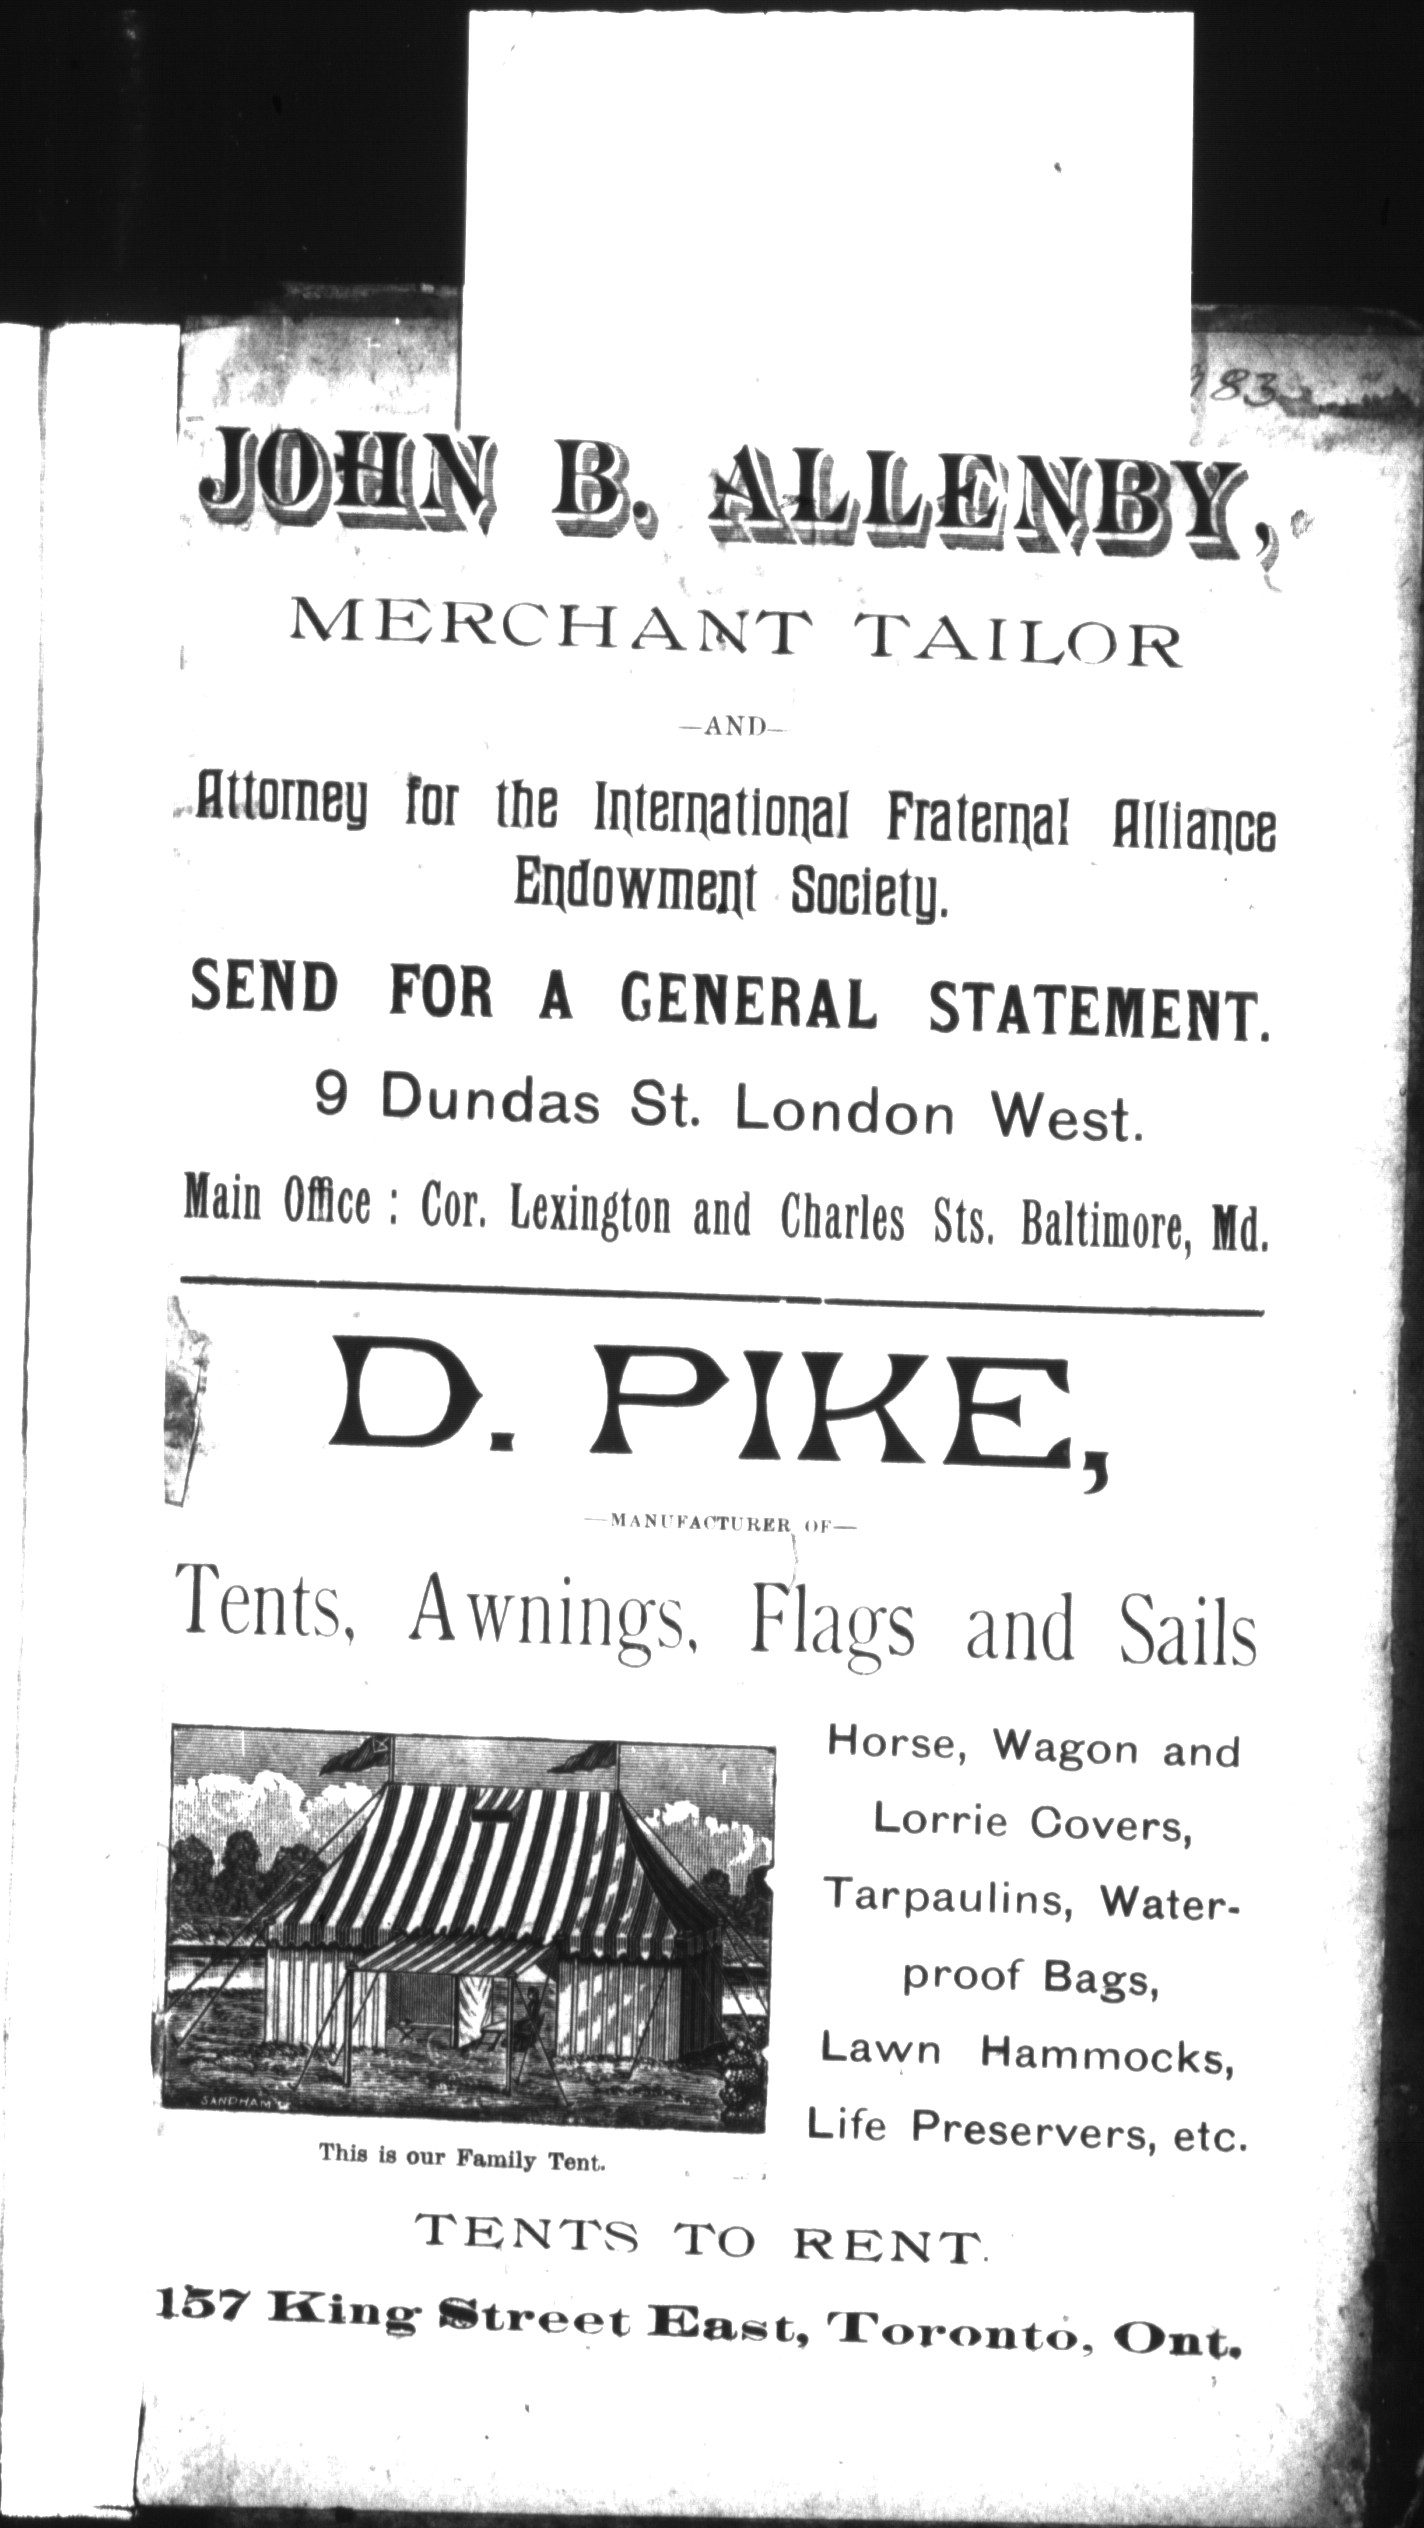 83
JOHN B. ALLENBY,
MERCHANT TAILOR
—AND—
Attorney for the International Fraternal Alliance
Endowment Society.
SEND FOR A GENERAL STATEMENT.
9 Dundas St. London West.
Main Office : Cor. Lexington and Charles Sts. Baltimore, Md.
D. PIKE,
—MANUFACTURER OF—
Tents, Awnings, Flags and Sails
Horse, Wagon and
Lorrie Covers,
Tarpaulins, Water-
proof Bags,
Lawn Hammocks,
Life Preservers, etc.
SANDHAM
This is our Family Tent.
TENTS TO RENT.
157 King Street East, Toronto, Ont.